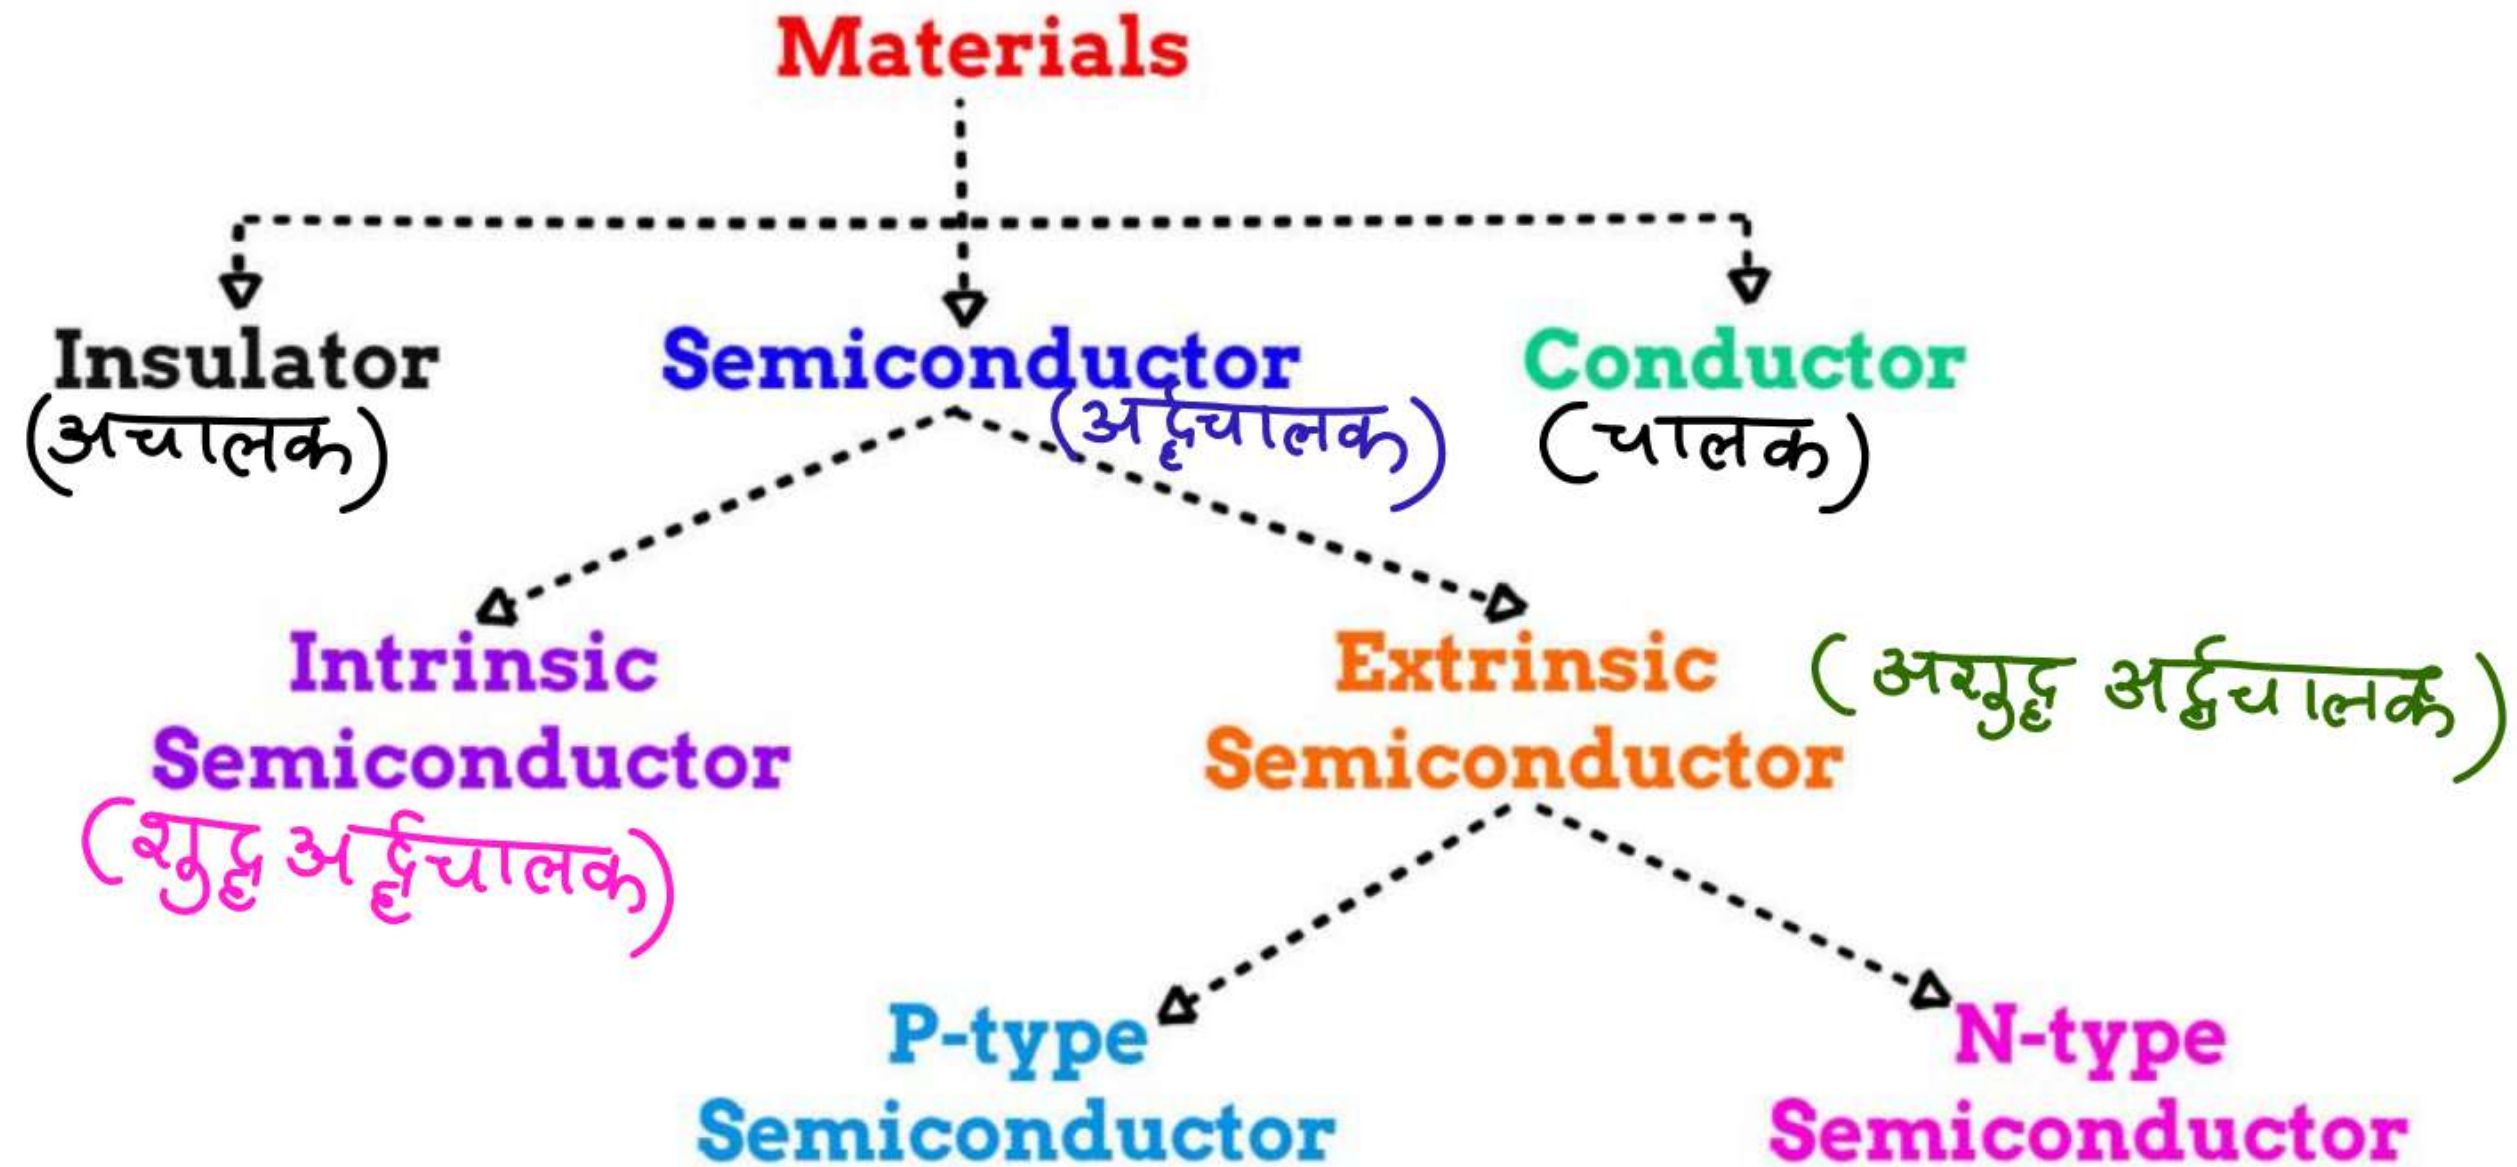 Materials
Insulator Semiconductor Conductor
(अचालक) (अर्द्धचालक) (चालक)
Intrinsic Extrinsic (अशुद्ध अर्द्धचालक)
Semiconductor Semiconductor
(शुद्ध अर्द्धचालक)
P-type N-type
Semiconductor Semiconductor